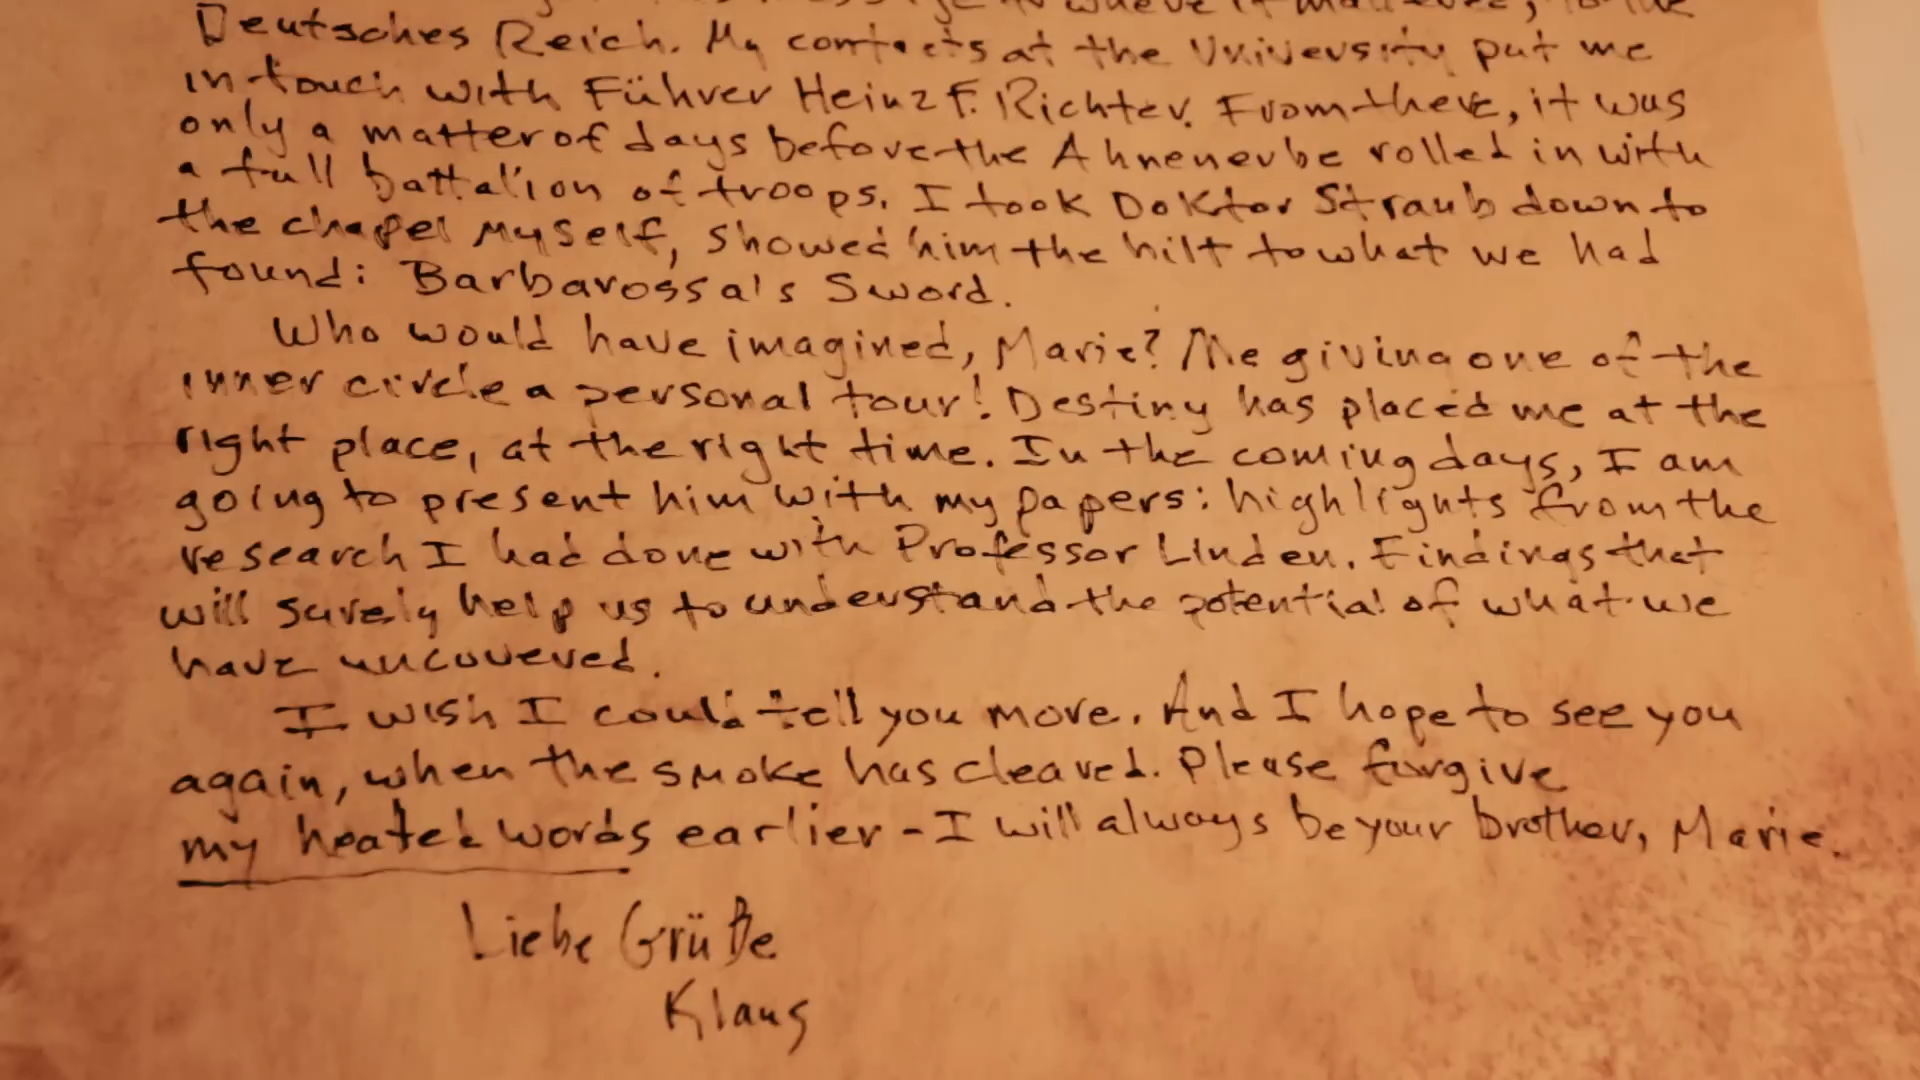 where it mattered, to the
Deutsches Reich. My contacts at the University put me
in touch with Führer Heinz F. Richter. From there, it was
only a matter of days before the Ahnenerbe rolled in with
a full battalion of troops. I took Doktor Straub down to
the chapel myself, showed him the hilt to what we had
found: Barbarossa's Sword.
Who would have imagined, Marie? Me giving one of the
inner circle a personal tour! Destiny has placed me at the
right place, at the right time. In the coming days, I am
going to present him with my papers: highlights from the
research I had done with Professor Linden. Findings that
will surely help us to understand the potential of what we
have uncovered.
I wish I could tell you more. And I hope to see you
again, when the smoke has cleared. Please forgive
my heated words earlier - I will always be your brother, Marie.
Liebe Grüße
Klaus